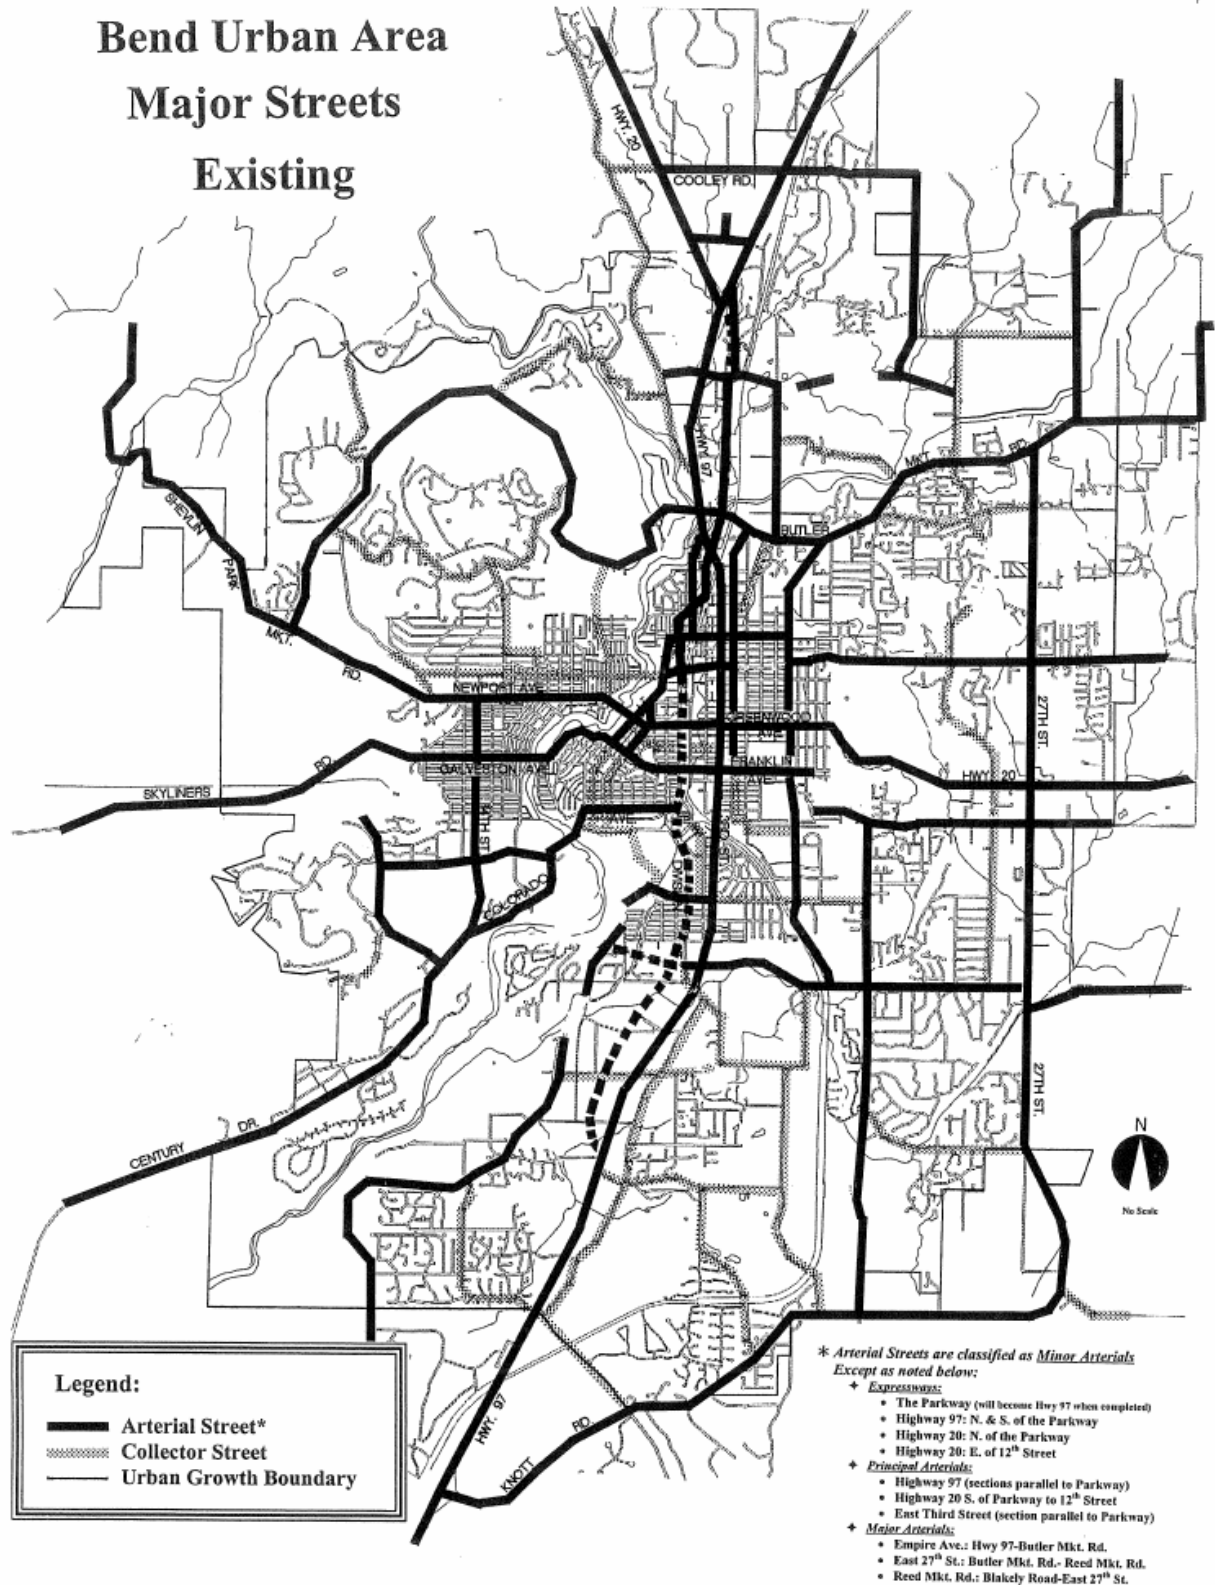 Bend Urban Area
Major Streets
Existing
HWY. 20
COOLEY RD.
HWY. 97
MKT.
RD.
BUTLER
SHEVLIN
PARK
MKT.
RD.
NEWPORT AVE.
GREENWOOD
AVE.
27TH ST.
FRANKLIN
AVE.
GALVESTON AVE.
HWY. 20
RD.
SKYLINERS
14TH ST.
AVE.
COLORADO
27TH ST.
CENTURY
DR.
N
No Scale
HWY. 97
KNOTT
RD.
Legend:
Arterial Street*
Collector Street
Urban Growth Boundary
* Arterial Streets are classified as Minor Arterials
Except as noted below:
Expressways:
• The Parkway (will become Hwy 97 when completed)
• Highway 97: N. & S. of the Parkway
• Highway 20: N. of the Parkway
• Highway 20: E. of 12th Street
Principal Arterials:
• Highway 97 (sections parallel to Parkway)
• Highway 20 S. of Parkway to 12th Street
• East Third Street (section parallel to Parkway)
Major Arterials:
• Empire Ave.: Hwy 97-Butler Mkt. Rd.
• East 27th St.: Butler Mkt. Rd.- Reed Mkt. Rd.
• Reed Mkt. Rd.: Blakely Road-East 27th St.